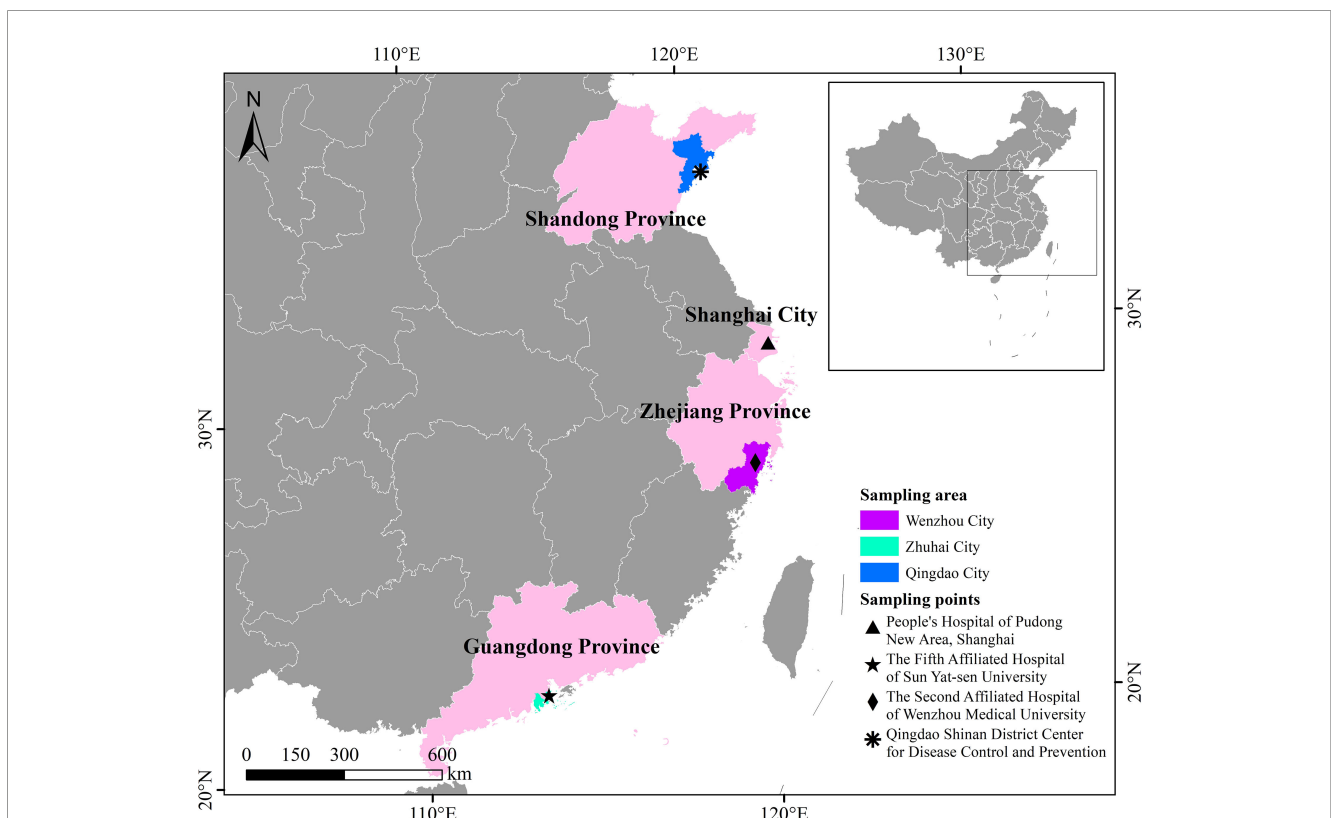 110°E
120°E
130°E
N
Shandong Province
Shanghai City
30°N
Zhejiang Province
30°N
Sampling area
Wenzhou City
Zhuhai City
Qingdao City
Sampling points
People's Hospital of Pudong
New Area, Shanghai
The Fifth Affiliated Hospital
of Sun Yat-sen University
The Second Affiliated Hospital
of Wenzhou Medical University
Qingdao Shinan District Center
for Disease Control and Prevention
Guangdong Province
20°N
0 150 300 600
km
20°N
110°E
120°E